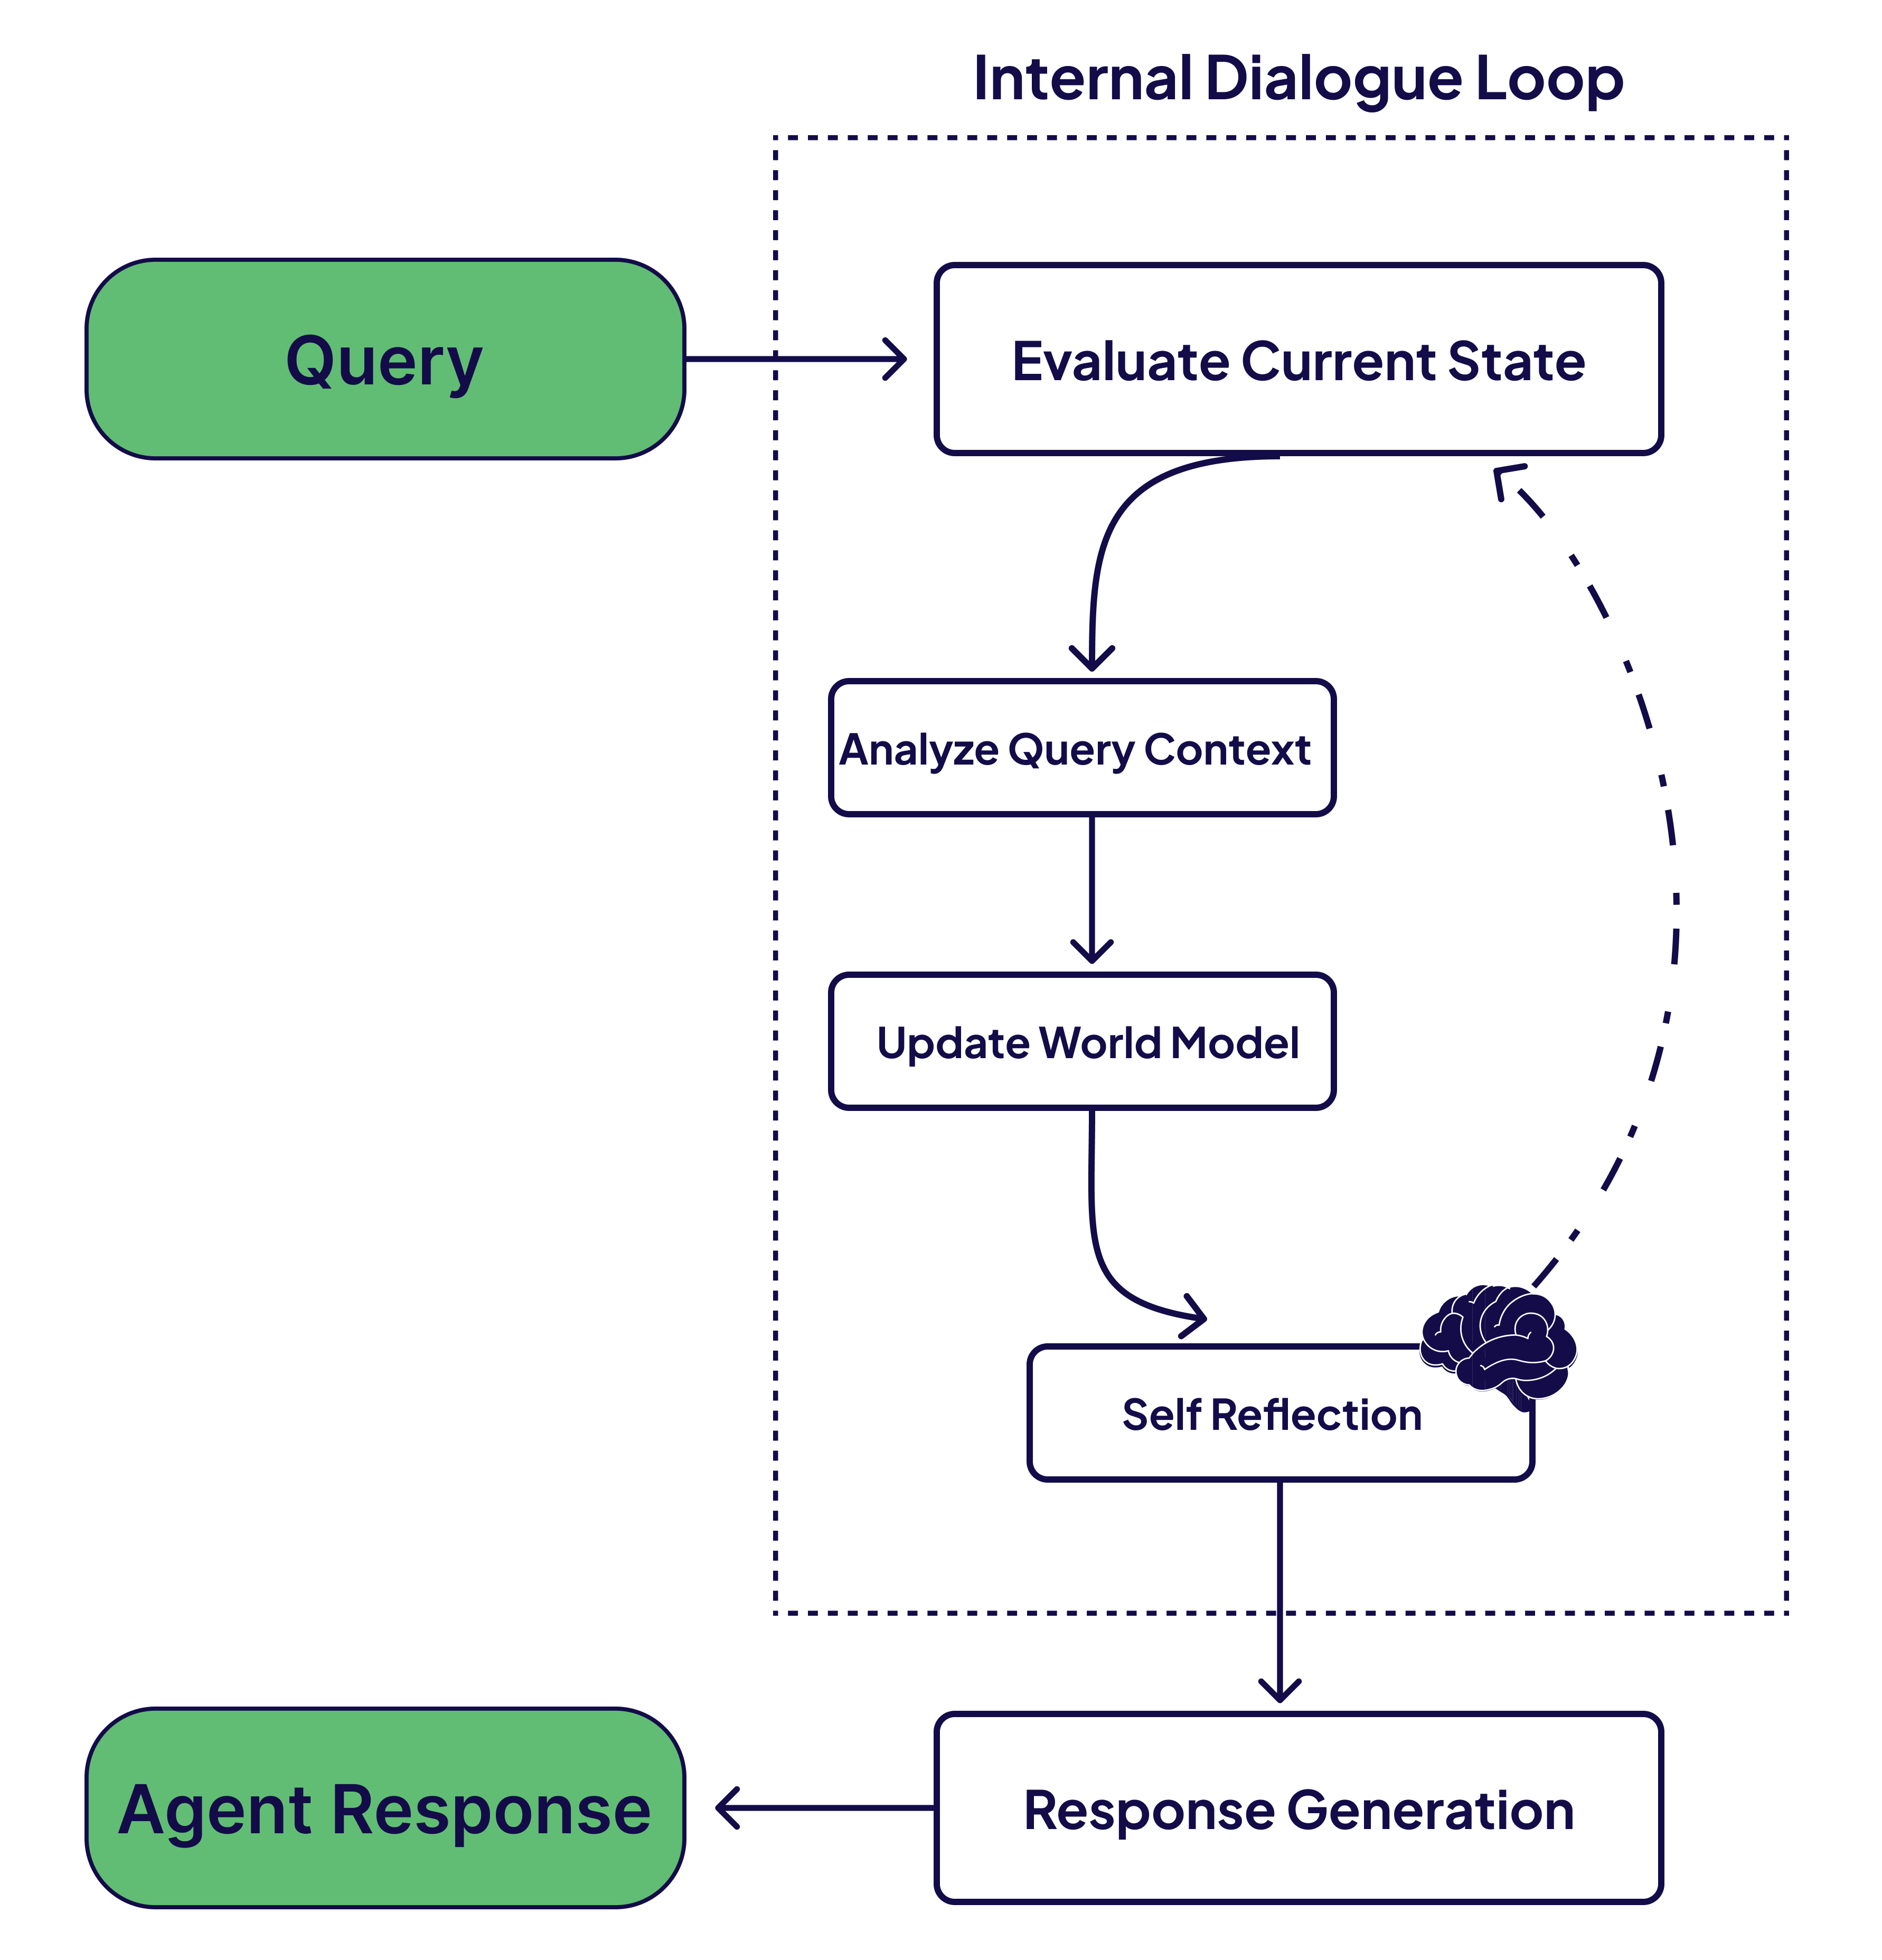 Internal Dialogue Loop
Query
Evaluate Current State
Analyze Query Context
Update World Model
Self Reflection
Agent Response
Response Generation